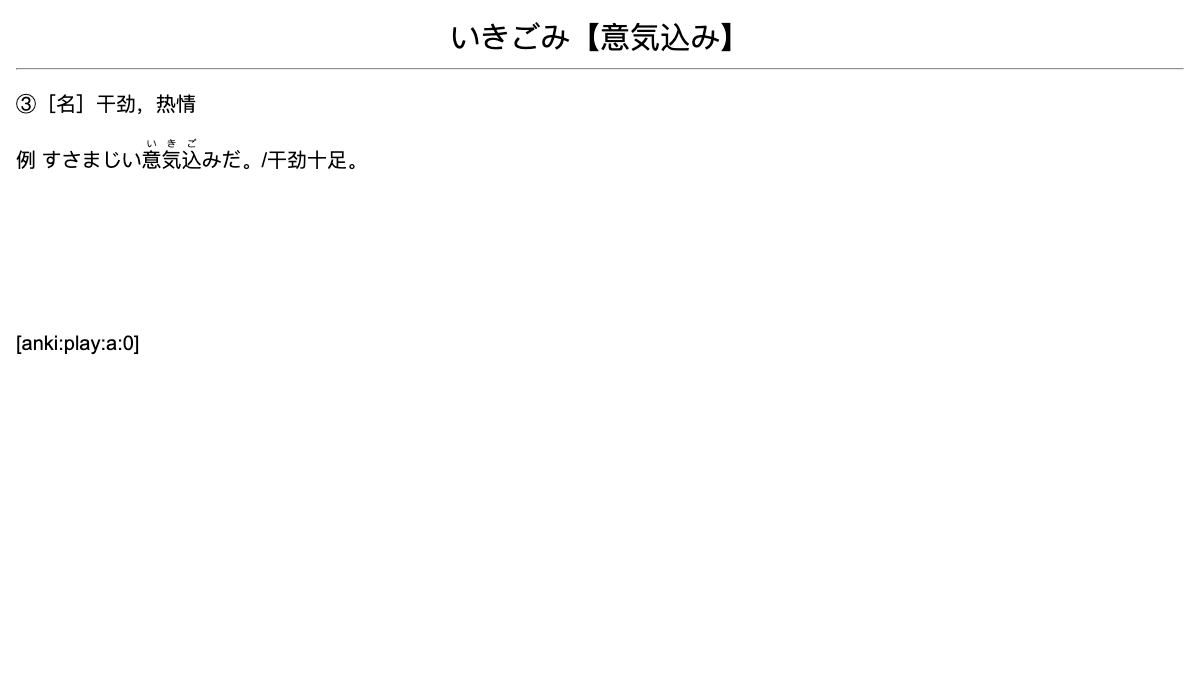 いきごみ【意気込み】
③［名］干劲，热情
例 すさまじい意気込みだ。/干劲十足。
[anki:play:a:0]